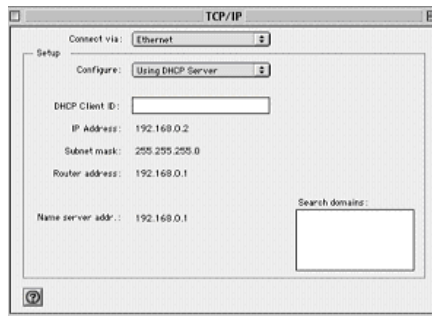 TCP/IP
Connect via: Ethernet
Setup
Configure: Using DHCP Server
DHCP Client ID:
IP Address: 192.168.0.2
Subnet mask: 255.255.255.0
Router address: 192.168.0.1
Search domains:
Name server addr.: 192.168.0.1
?